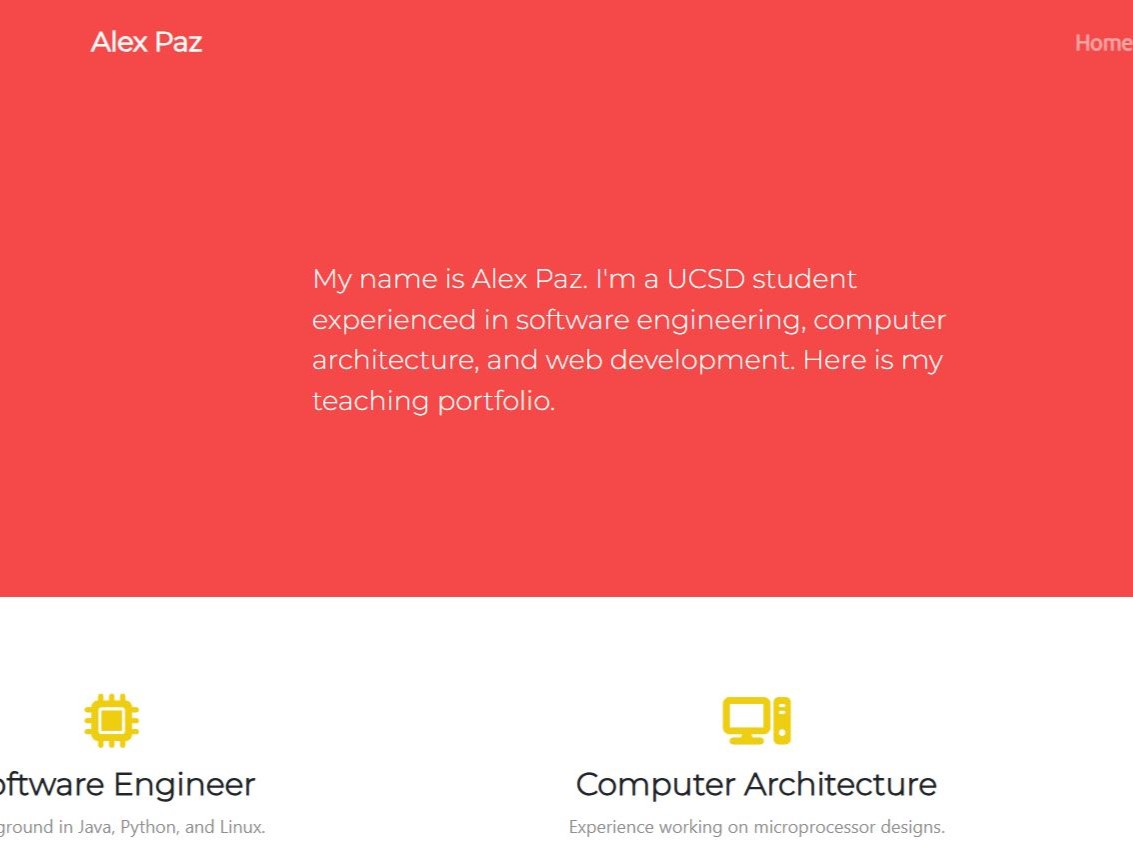 Alex Paz
Home
My name is Alex Paz. I'm a UCSD student
experienced in software engineering, computer
architecture, and web development. Here is my
teaching portfolio.
oftware Engineer
Computer Architecture
ground in Java, Python, and Linux.
Experience working on microprocessor designs.